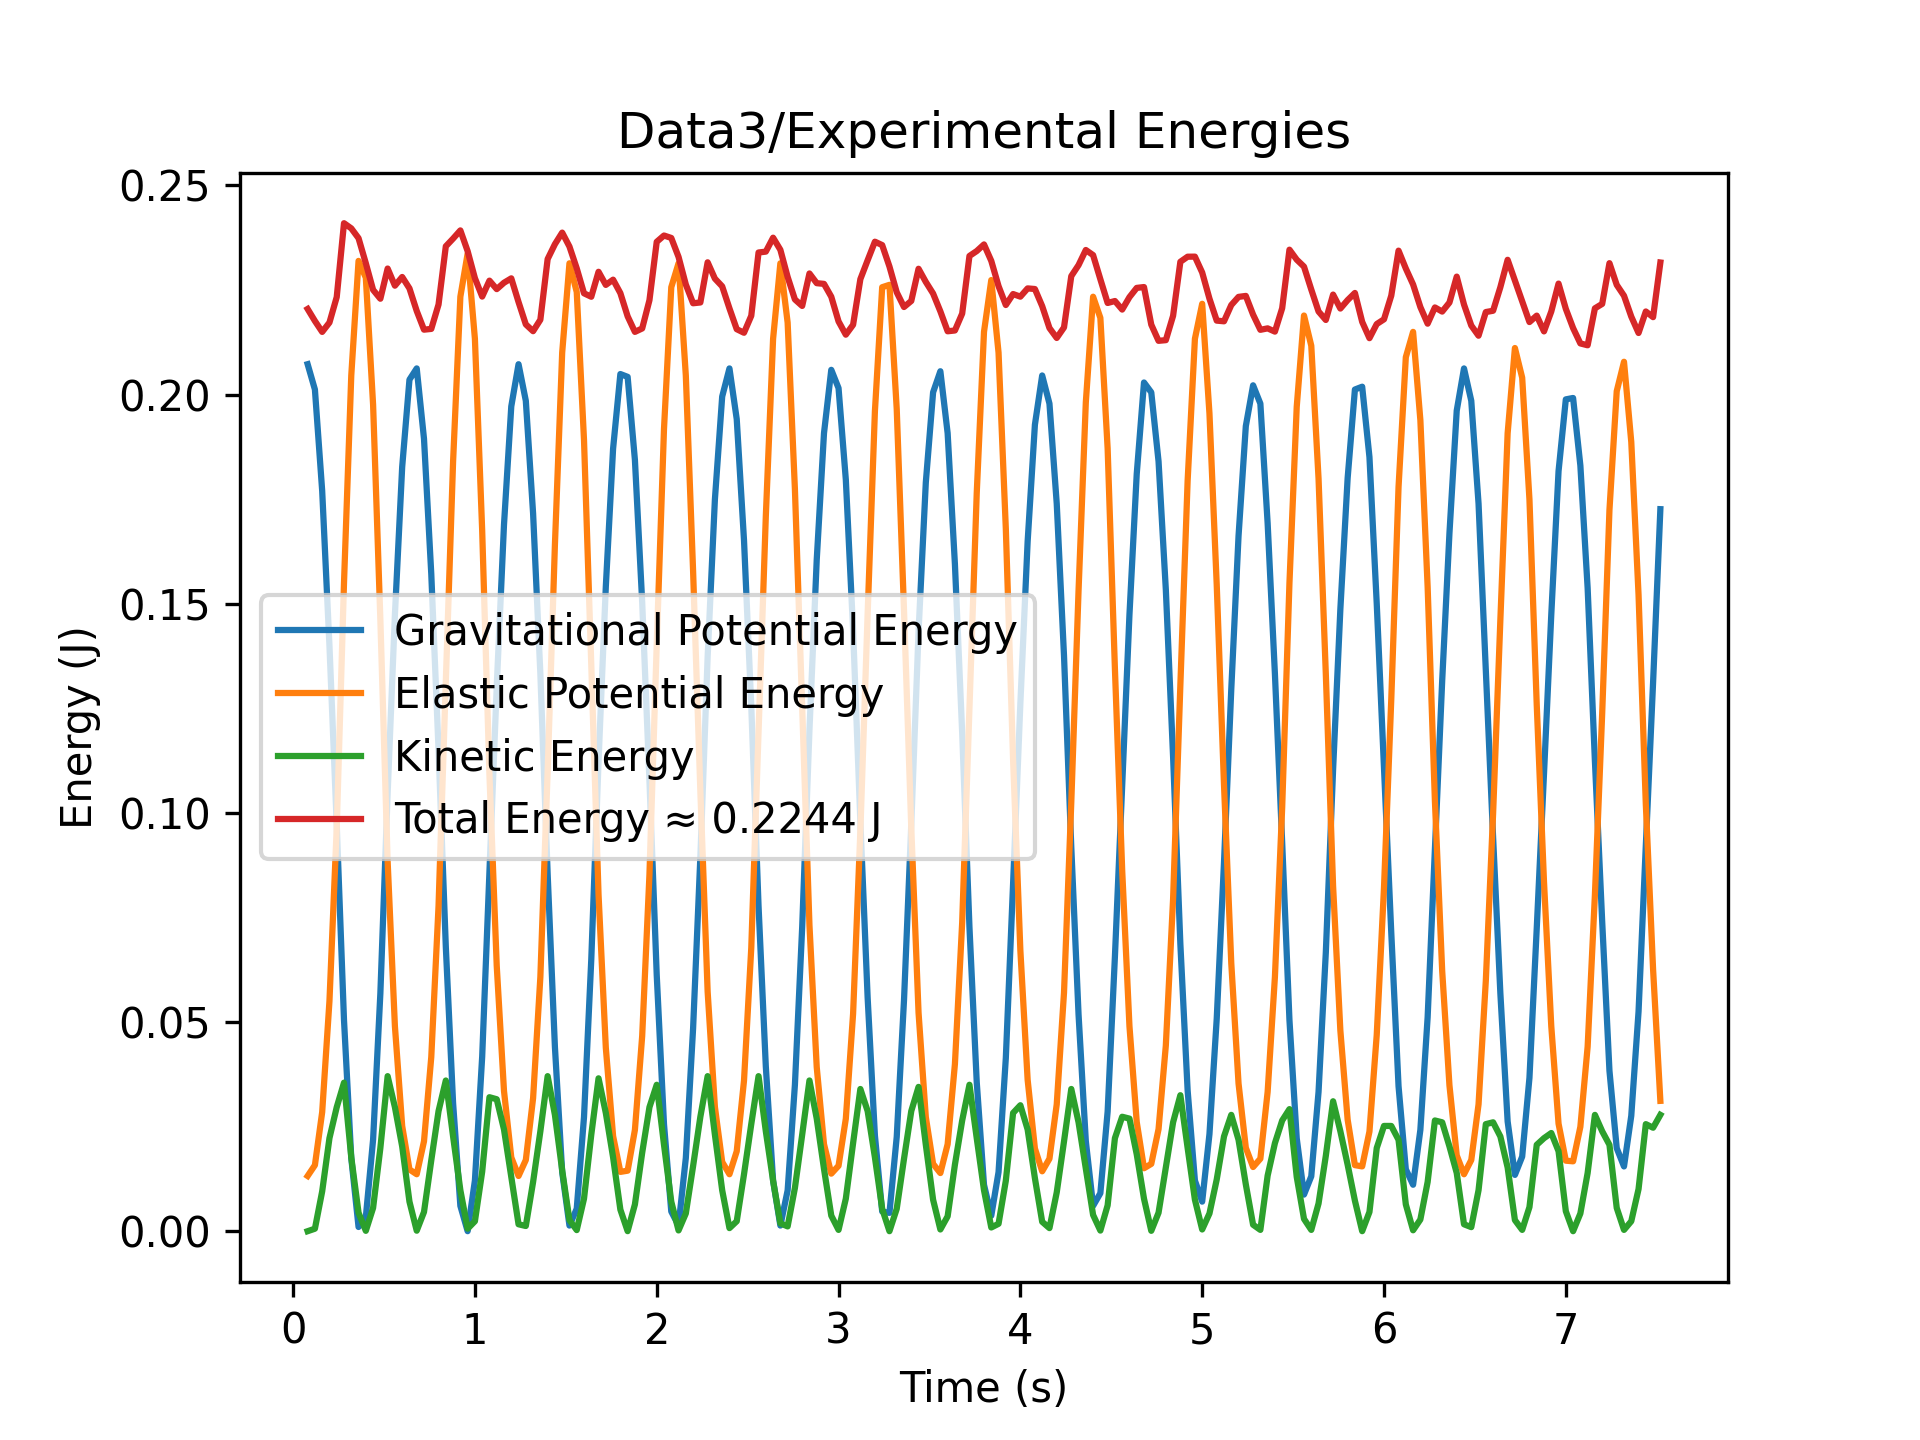 Data3/Experimental Energies
0.25
0.20
0.15
0.10
0.05
0.00
Energy (J)
Gravitational Potential Energy
Elastic Potential Energy
Kinetic Energy
Total Energy ≈ 0.2244 J
0 1 2 3 4 5 6 7
Time (s)